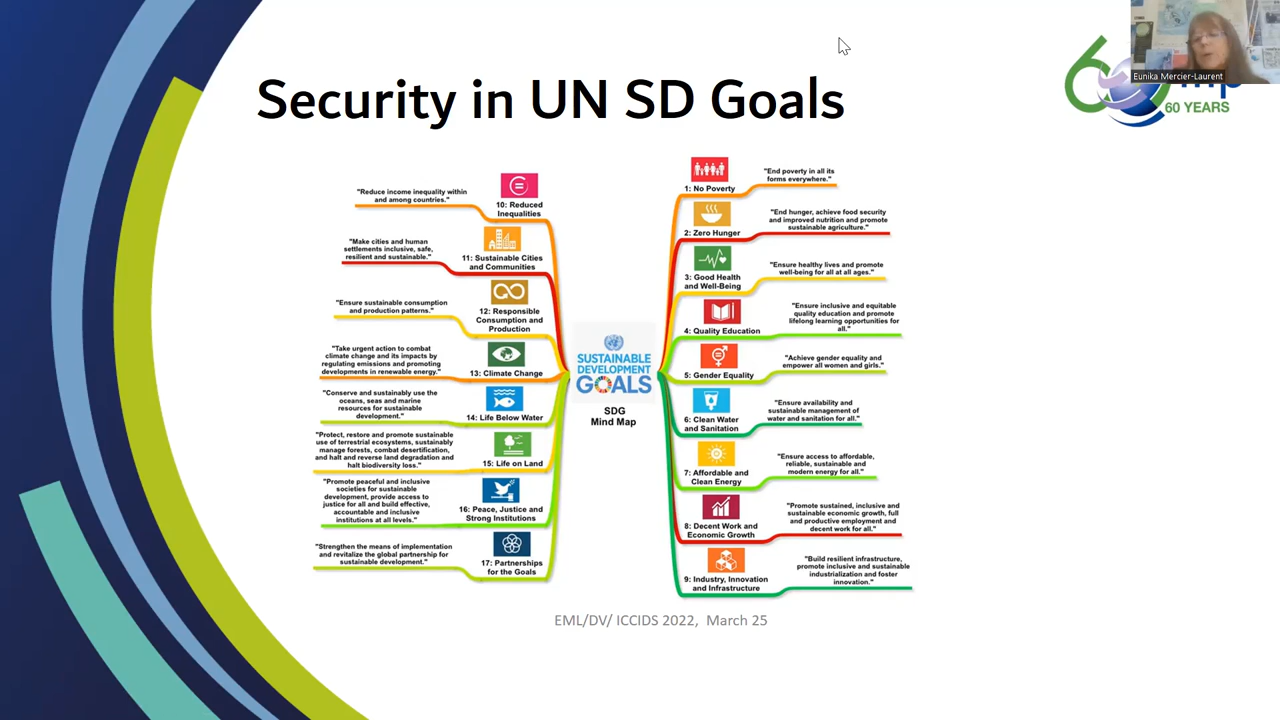 Security in UN SD Goals
Eunika Mercier-Laurent
60 YEARS
"Reduce income inequality within
and among countries."
10: Reduced
Inequalities
"Make cities and human
settlements inclusive, safe,
resilient and sustainable."
11: Sustainable Cities
and Communities
"Ensure sustainable consumption
and production patterns."
12: Responsible
Consumption and
Production
"Take urgent action to combat
climate change and its impacts by
regulating emissions and promoting
developments in renewable energy."
13: Climate Change
"Conserve and sustainably use the
oceans, seas and marine
resources for sustainable
development."
14: Life Below Water
"Protect, restore and promote sustainable
use of terrestrial ecosystems, sustainably
manage forests, combat desertification,
and halt and reverse land degradation and
halt biodiversity loss."
15: Life on Land
"Promote peaceful and inclusive
societies for sustainable
development, provide access to
justice for all and build effective,
accountable and inclusive
institutions at all levels."
16: Peace, Justice and
Strong Institutions
"Strengthen the means of implementation
and revitalize the global partnership for
sustainable development."
17: Partnerships
for the Goals
SUSTAINABLE
DEVELOPMENT
GOALS
SDG
Mind Map
1: No Poverty
"End poverty in all its
forms everywhere."
2: Zero Hunger
"End hunger, achieve food security
and improved nutrition and promote
sustainable agriculture."
3: Good Health
and Well-Being
"Ensure healthy lives and promote
well-being for all at all ages."
4: Quality Education
"Ensure inclusive and equitable
quality education and promote
lifelong learning opportunities for
all."
5: Gender Equality
"Achieve gender equality and
empower all women and girls."
6: Clean Water
and Sanitation
"Ensure availability and
sustainable management of
water and sanitation for all."
7: Affordable and
Clean Energy
"Ensure access to affordable,
reliable, sustainable and
modern energy for all."
8: Decent Work and
Economic Growth
"Promote sustained, inclusive and
sustainable economic growth, full
and productive employment and
decent work for all."
9: Industry, Innovation
and Infrastructure
"Build resilient infrastructure,
promote inclusive and sustainable
industrialization and foster
innovation."
EML/DV/ ICCIDS 2022, March 25